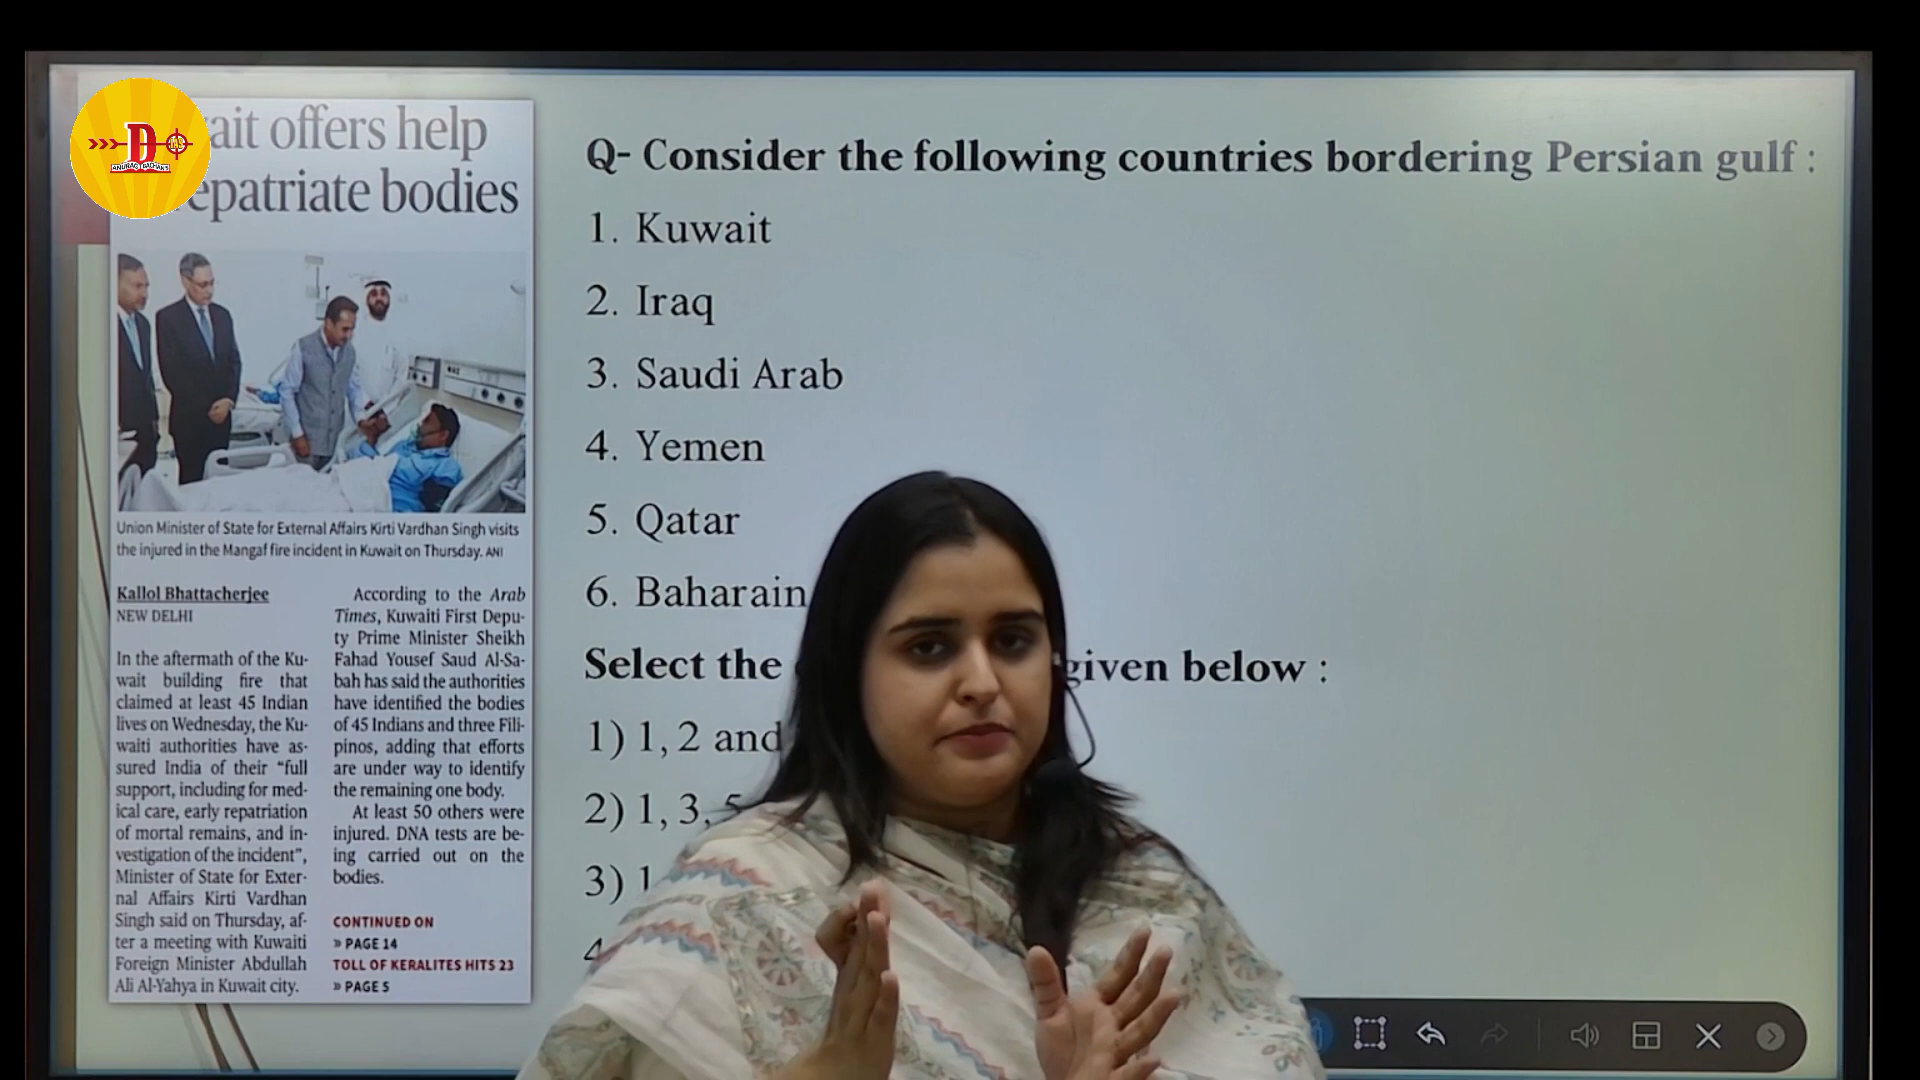 D
IAS
ANURAG BACHAN'S
ait offers help
epatriate bodies
Union Minister of State for External Affairs Kirti Vardhan Singh visits
the injured in the Mangaf fire incident in Kuwait on Thursday. ANI
Kallol Bhattacherjee
NEW DELHI
In the aftermath of the Ku-
wait building fire that
claimed at least 45 Indian
lives on Wednesday, the Ku-
waiti authorities have as-
sured India of their "full
support, including for med-
ical care, early repatriation
of mortal remains, and in-
vestigation of the incident",
Minister of State for Exter-
nal Affairs Kirti Vardhan
Singh said on Thursday, af-
ter a meeting with Kuwaiti
Foreign Minister Abdullah
Ali Al-Yahya in Kuwait city.
According to the Arab
Times, Kuwaiti First Depu-
ty Prime Minister Sheikh
Fahad Yousef Saud Al-Sa-
bah has said the authorities
have identified the bodies
of 45 Indians and three Fili-
pinos, adding that efforts
are under way to identify
the remaining one body.
At least 50 others were
injured. DNA tests are be-
ing carried out on the
bodies.
CONTINUED ON
» PAGE 14
TOLL OF KERALITES HITS 23
» PAGE 5
Q- Consider the following countries bordering Persian gulf :
1. Kuwait
2. Iraq
3. Saudi Arab
4. Yemen
5. Qatar
6. Baharain
Select the given below :
1) 1, 2 and
2) 1, 3, 5
3) 1
4